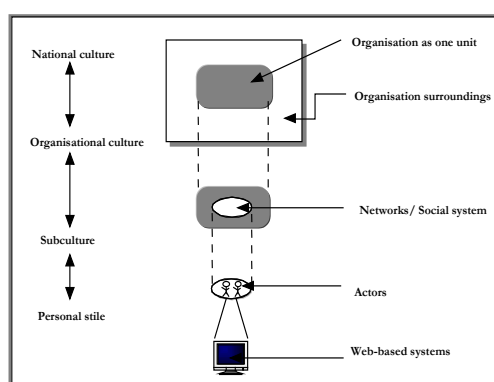 National culture
Organisational culture
Subculture
Personal stile
Organisation as one unit
Organisation surroundings
Networks/ Social system
Actors
Web-based systems